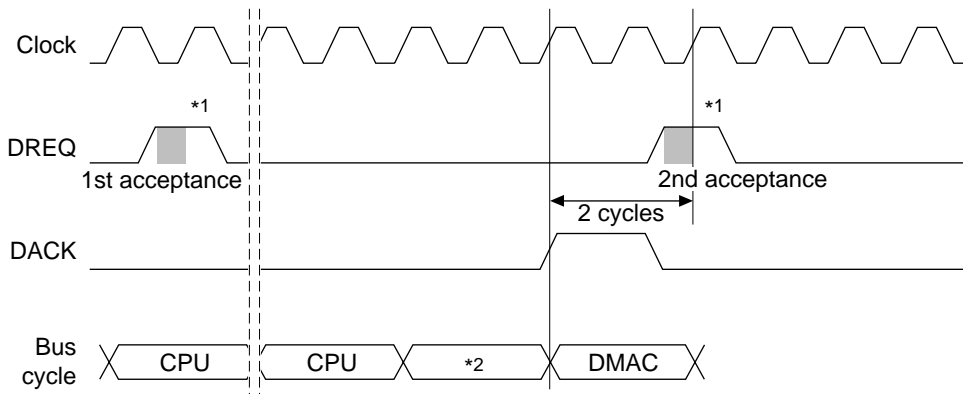 Clock
*1
*1
DREQ
1st acceptance
2nd acceptance
2 cycles
DACK
Bus
cycle
CPU
CPU
*2
DMAC